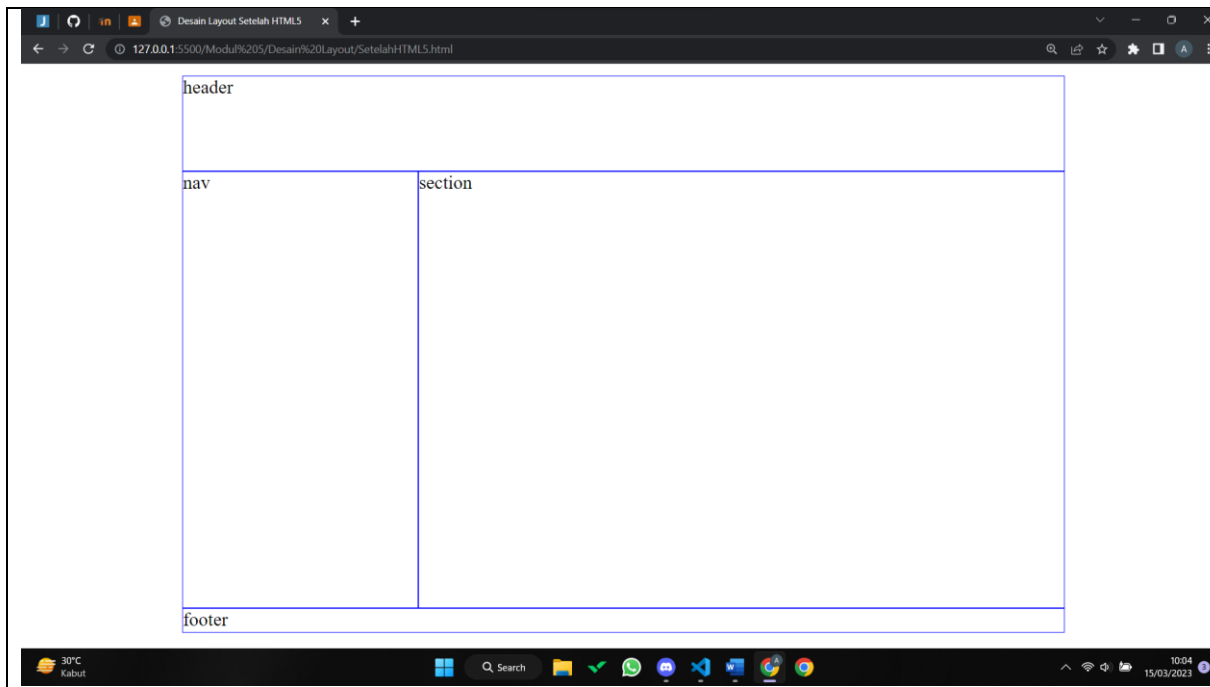 Desain Layout Setelah HTML5
127.0.0.1:5500/Modul%205/Desain%20Layout/SetelahHTML5.html
A
header
nav
section
footer
30°C
Kabut
Search
10:04
15/03/2023
3